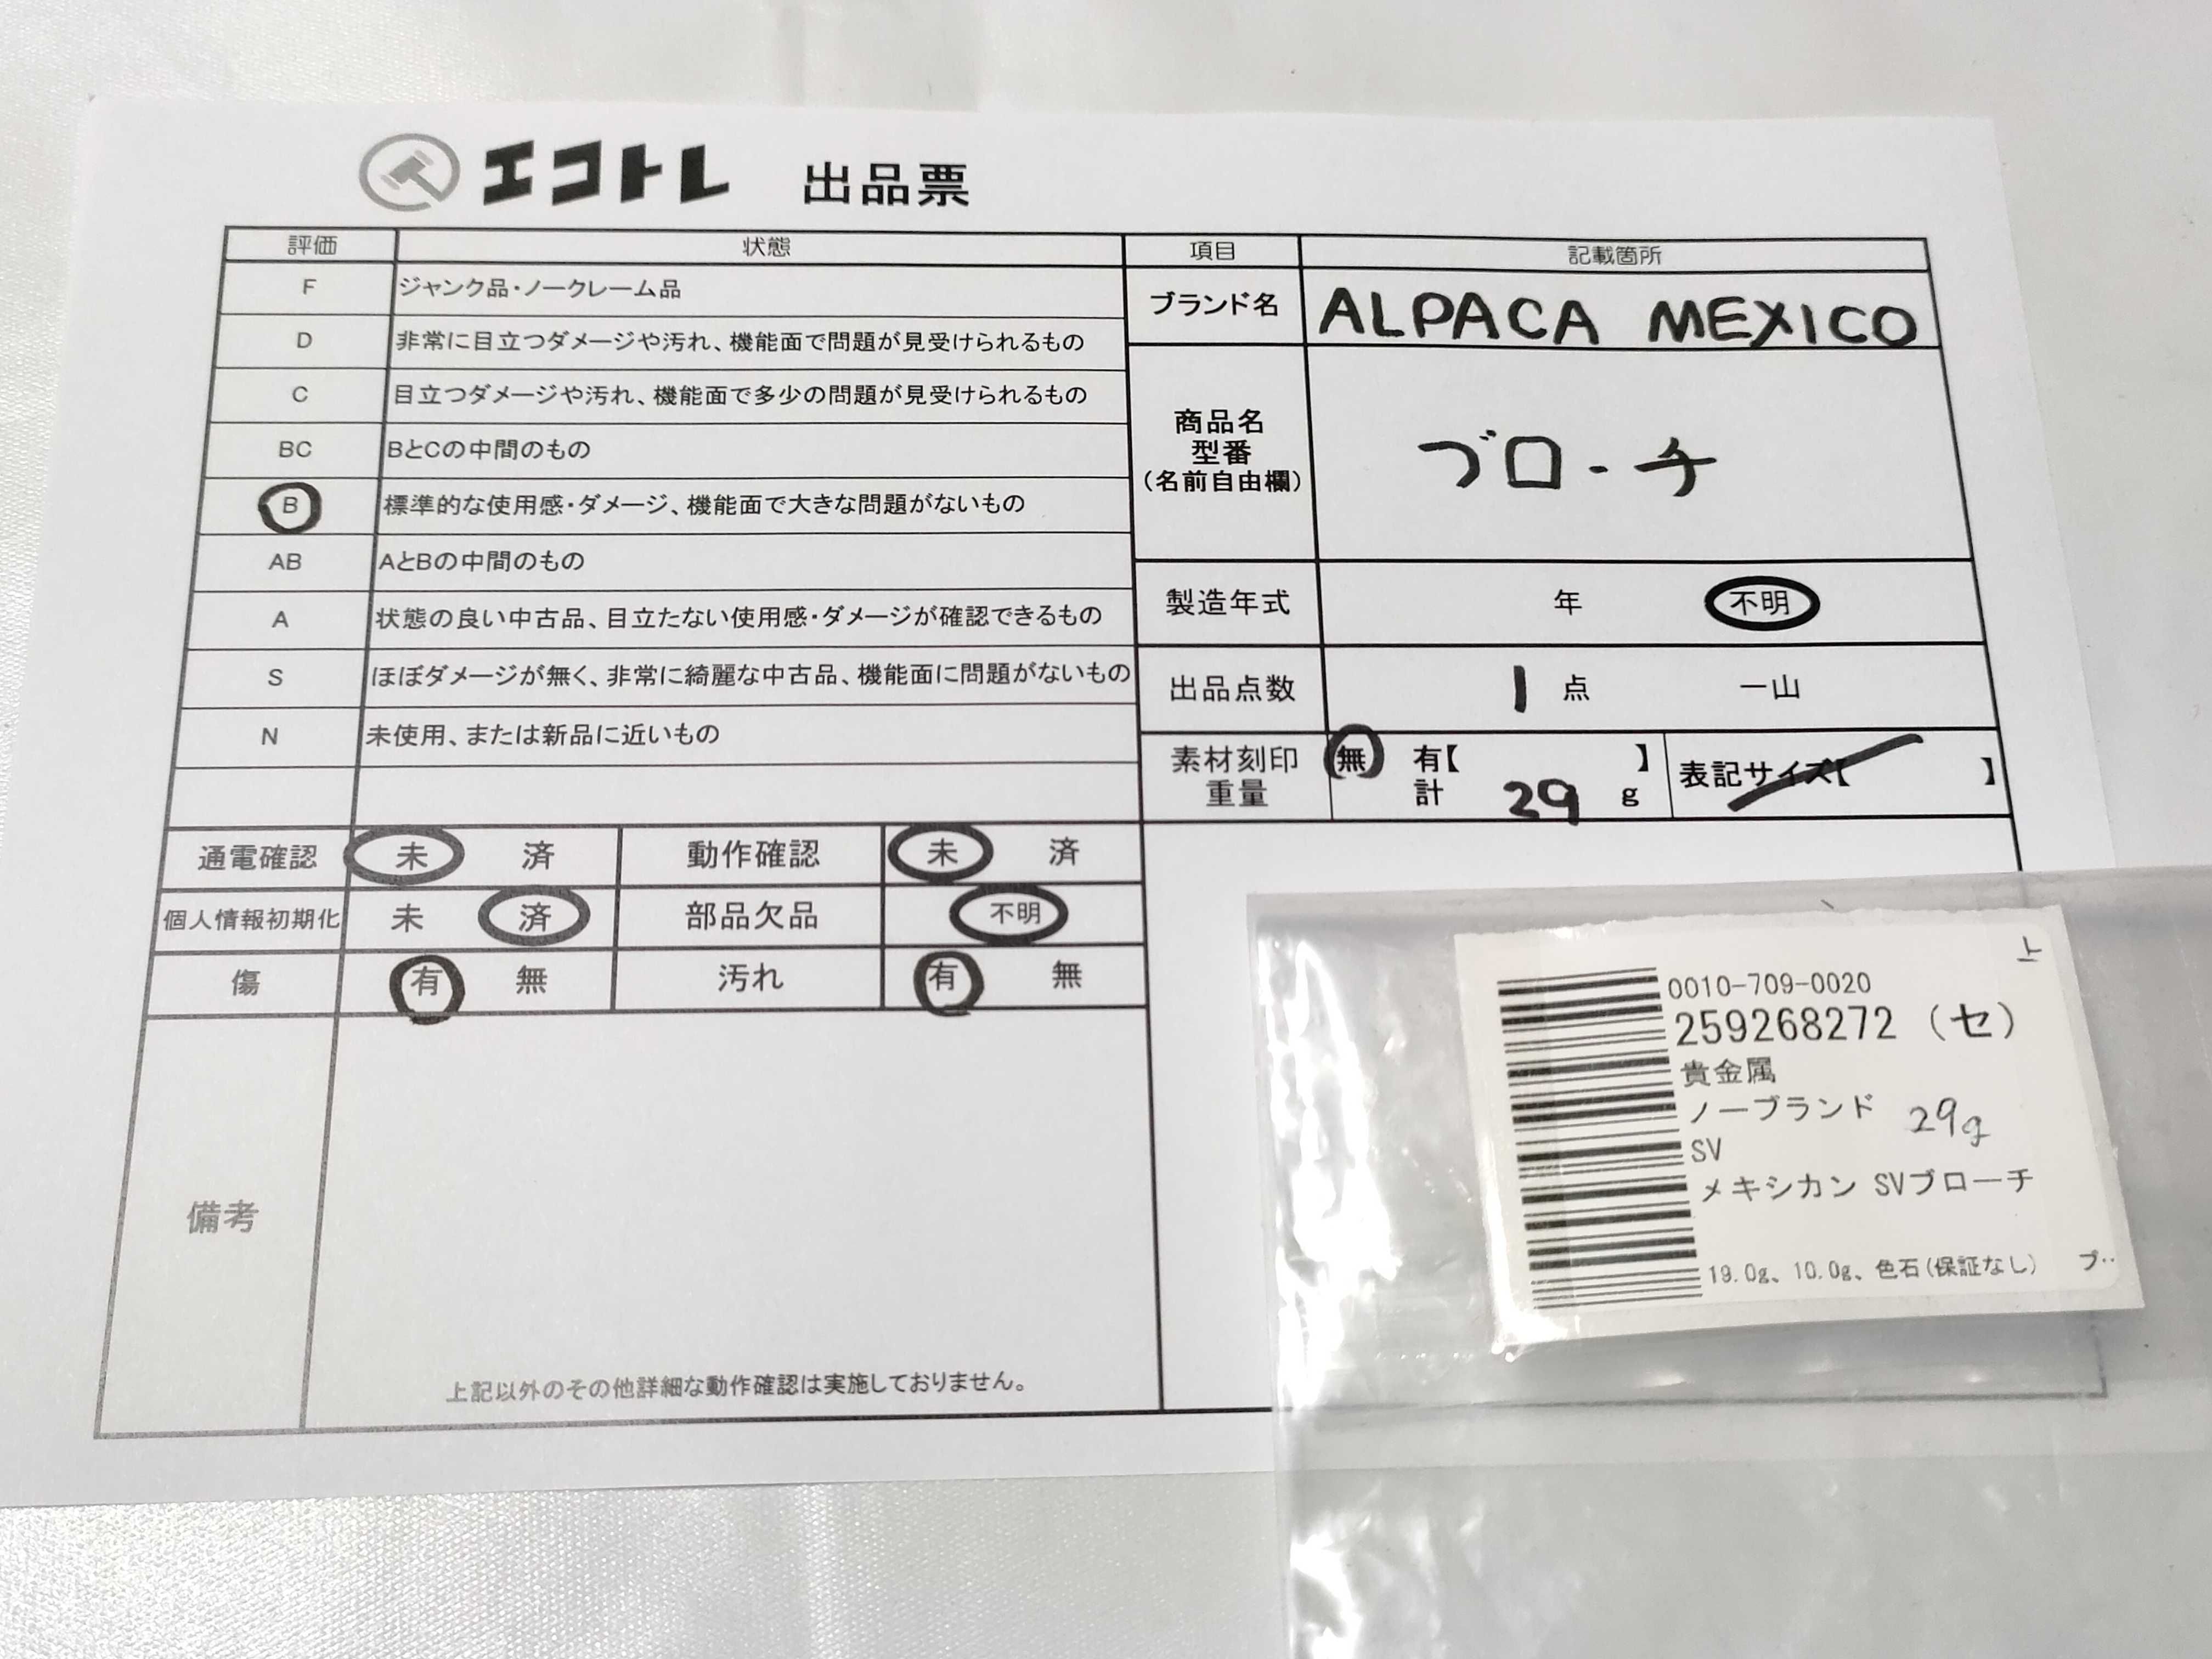 エコトレ 出品票
評価 状態
F ジャンク品・ノークレーム品
D 非常に目立つダメージや汚れ、機能面で問題が見受けられるもの
C 目立つダメージや汚れ、機能面で多少の問題が見受けられるもの
BC BとCの中間のもの
B 標準的な使用感・ダメージ、機能面で大きな問題がないもの
AB AとBの中間のもの
A 状態の良い中古品、目立たない使用感・ダメージが確認できるもの
S ほぼダメージが無く、非常に綺麗な中古品、機能面に問題がないもの
N 未使用、または新品に近いもの
項目 記載箇所
ブランド名 ALPACA MEXICO
商品名
型番
(名前自由欄)
ブローチ
製造年式 年 不明
出品点数 1 点 一山
素材刻印 無 有【 】
重量 計 29 g
表記サイズ【 】
通電確認 未 済 動作確認 未 済
個人情報初期化 未 済 部品欠品 不明
傷 有 無 汚れ 有 無
備考
上記以外のその他詳細な動作確認は実施しておりません。
上
0010-709-0020
259268272 (セ)
貴金属
ノーブランド 29g
SV
メキシカン SVブローチ
19.0g、10.0g、色石(保証なし) ブ‥